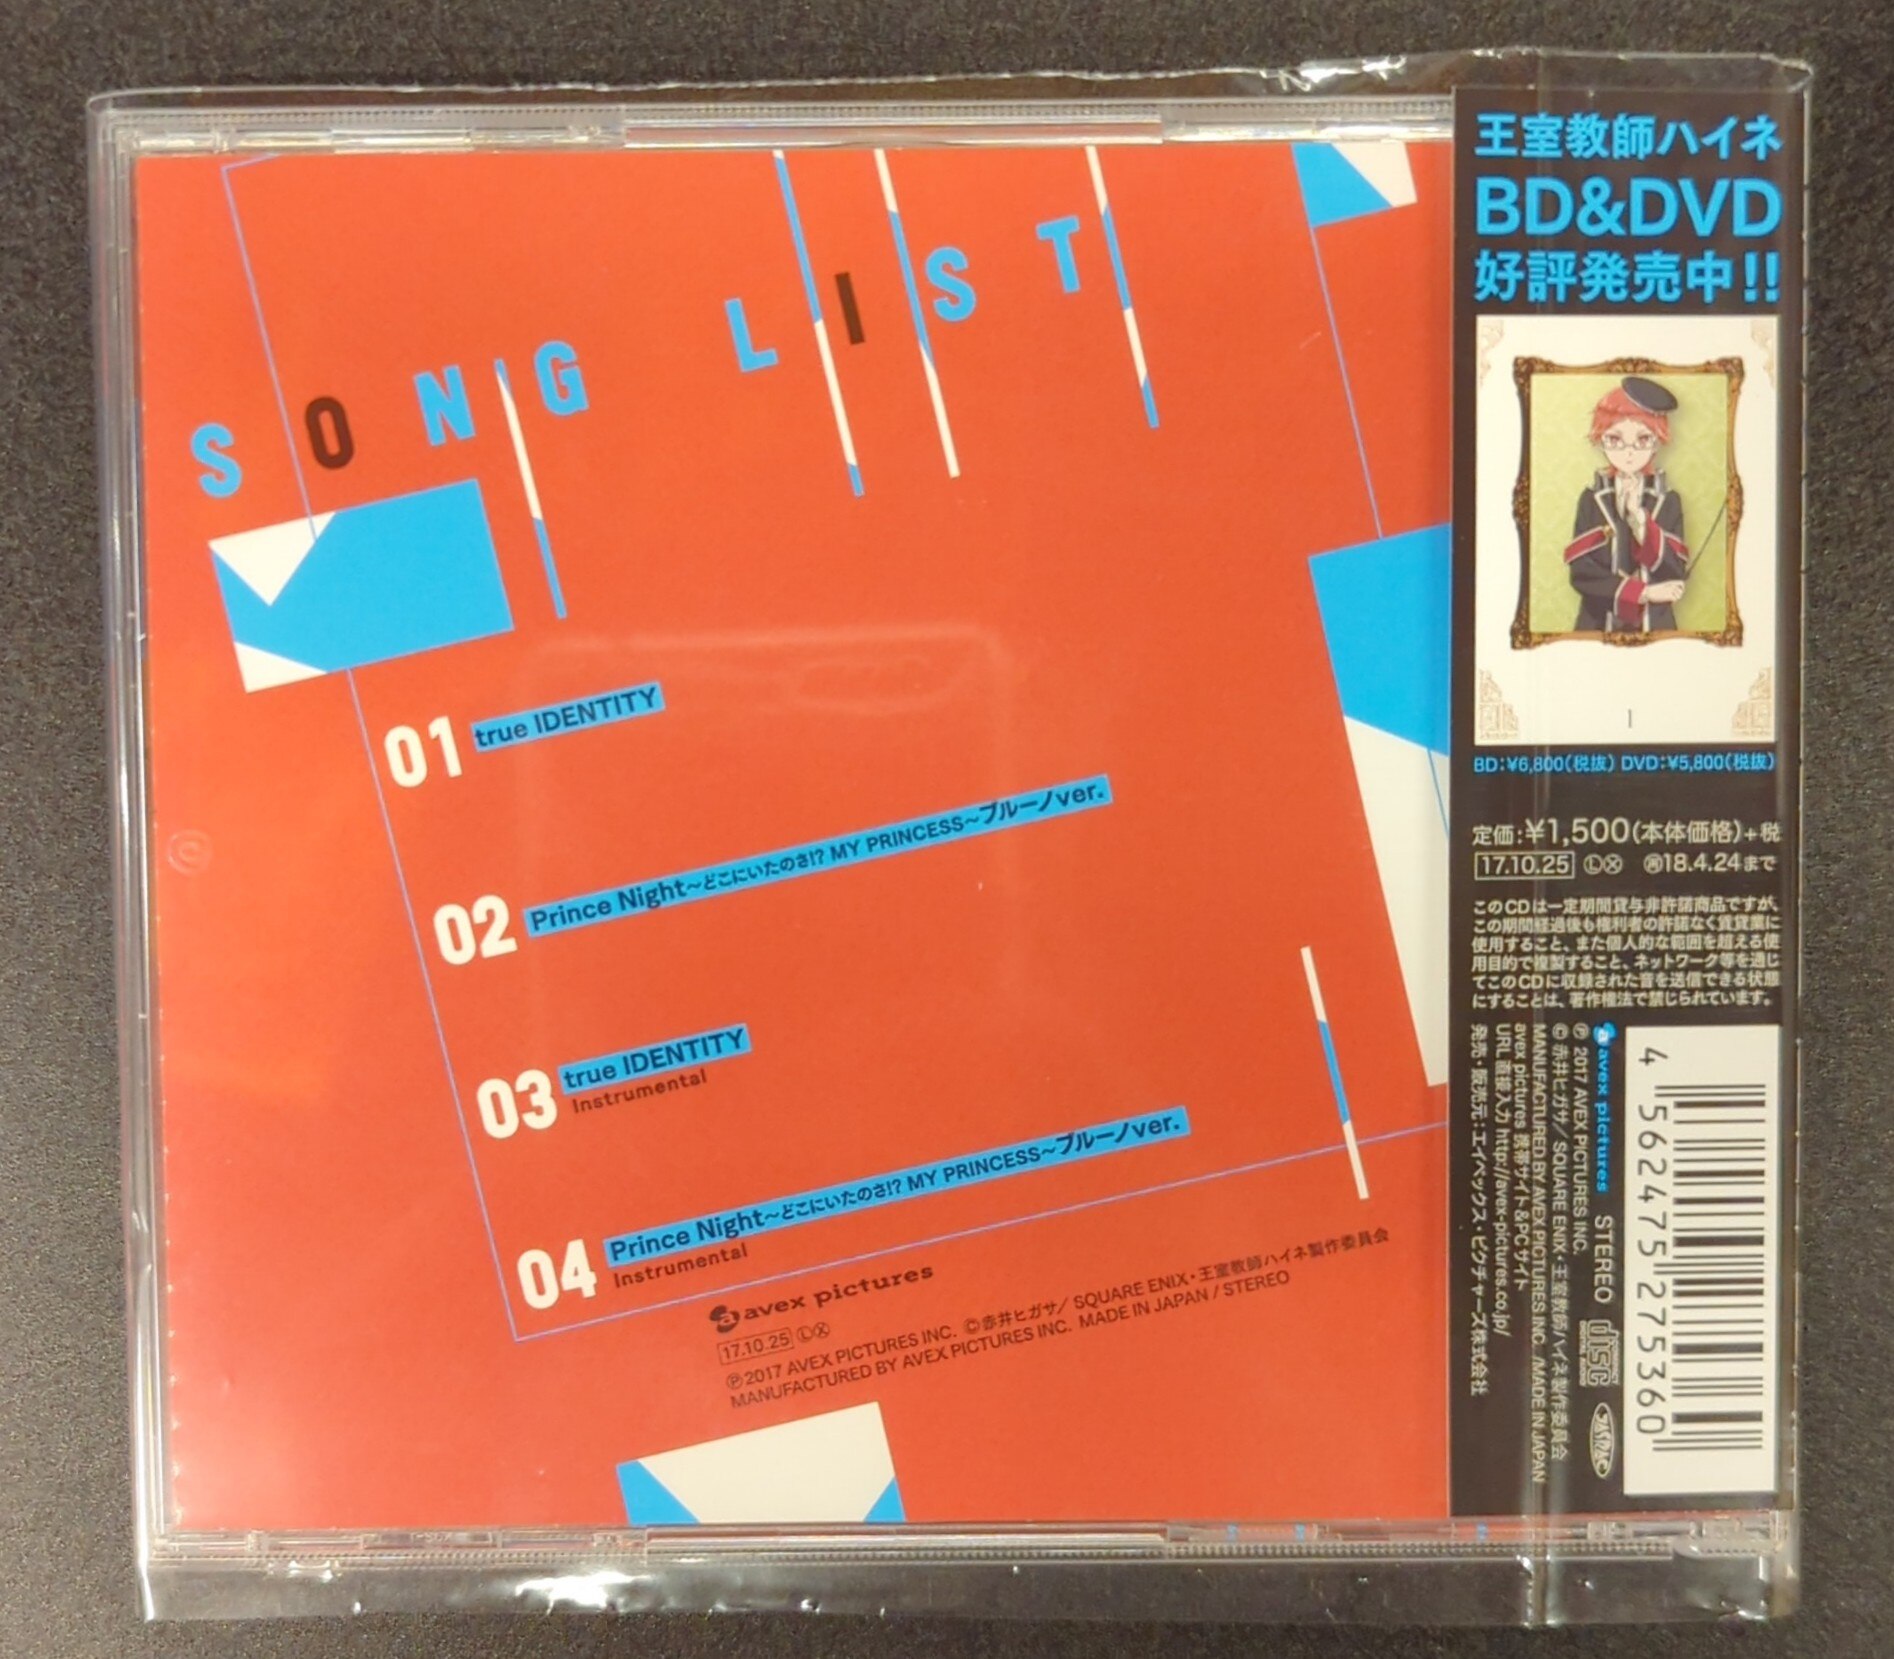 SONG LIST
01 true IDENTITY
02 Prince Night～どこにいたのさ!? MY PRINCESS～ブルーノver.
03 true IDENTITY
Instrumental
04 Prince Night～どこにいたのさ!? MY PRINCESS～ブルーノver.
Instrumental
avex pictures
17.10.25 Ⓛ Ⓧ
Ⓟ2017 AVEX PICTURES INC. ©赤井ヒガサ/ SQUARE ENIX・王室教師ハイネ製作委員会
MANUFACTURED BY AVEX PICTURES INC. MADE IN JAPAN / STEREO
王室教師ハイネ
BD&DVD
好評発売中!!
I
BD:¥6,800(税抜) DVD:¥5,800(税抜)
定価:¥1,500(本体価格)+税
17.10.25 Ⓛ Ⓧ ㊢18.4.24まで
このCDは一定期間貸与非許諾商品ですが、
この期間経過後も権利者の許諾なく賃貸業に
使用すること、また個人的な範囲を超える使
用目的で複製すること、ネットワーク等を通じ
てこのCDに収録された音を送信できる状態
にすることは、著作権法で禁じられています。
avex pictures STEREO COMPACT disc DIGITAL AUDIO JASRAC
Ⓟ 2017 AVEX PICTURES INC.
© 赤井ヒガサ/ SQUARE ENIX・王室教師ハイネ製作委員会
MANUFACTURED BY AVEX PICTURES INC. /MADE IN JAPAN
avex pictures 携帯サイト&PCサイト
URL直接入力 http://avex-pictures.co.jp/
発売・販売元：エイベックス・ピクチャーズ株式会社
4 562475 275360